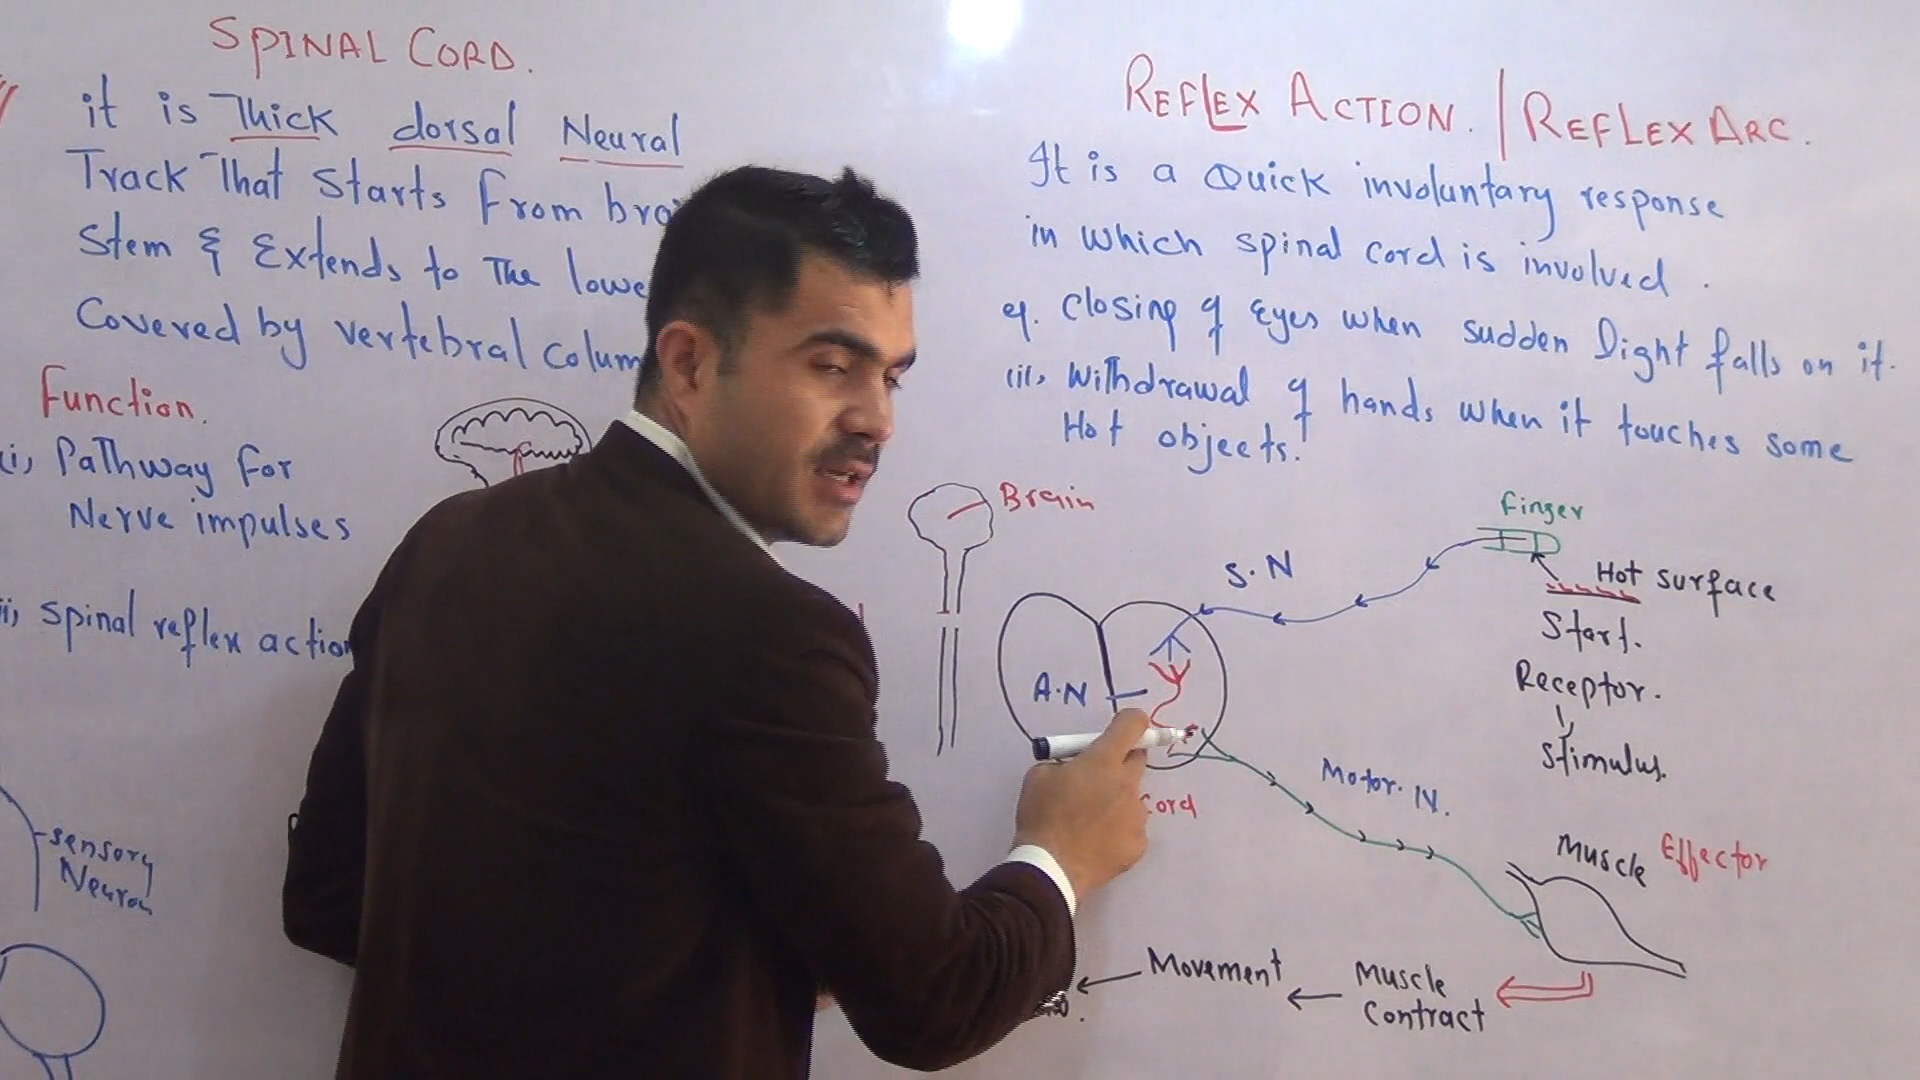 SPINAL CORD.
it is Thick dorsal Neural
Track That Starts From
Stem & Extends to The
Covered by vertebral
Function.
(i) Pathway for
Nerve impulses
Spinal reflex action
sensory
Neuron
REFLEX ACTION. | REFLEX ARC.
It is a Quick involuntary response
in which spinal cord is involved.
eg. Closing of Eyes when sudden light falls on it.
(ii) Withdrawal of hands when it touches some
Hot objects.
Brain
Finger
S.N
Hot surface
Start.
Receptor.
Stimulus.
A.N
Motor. N.
Cord
Muscle Effector
Movement
Muscle
Contract